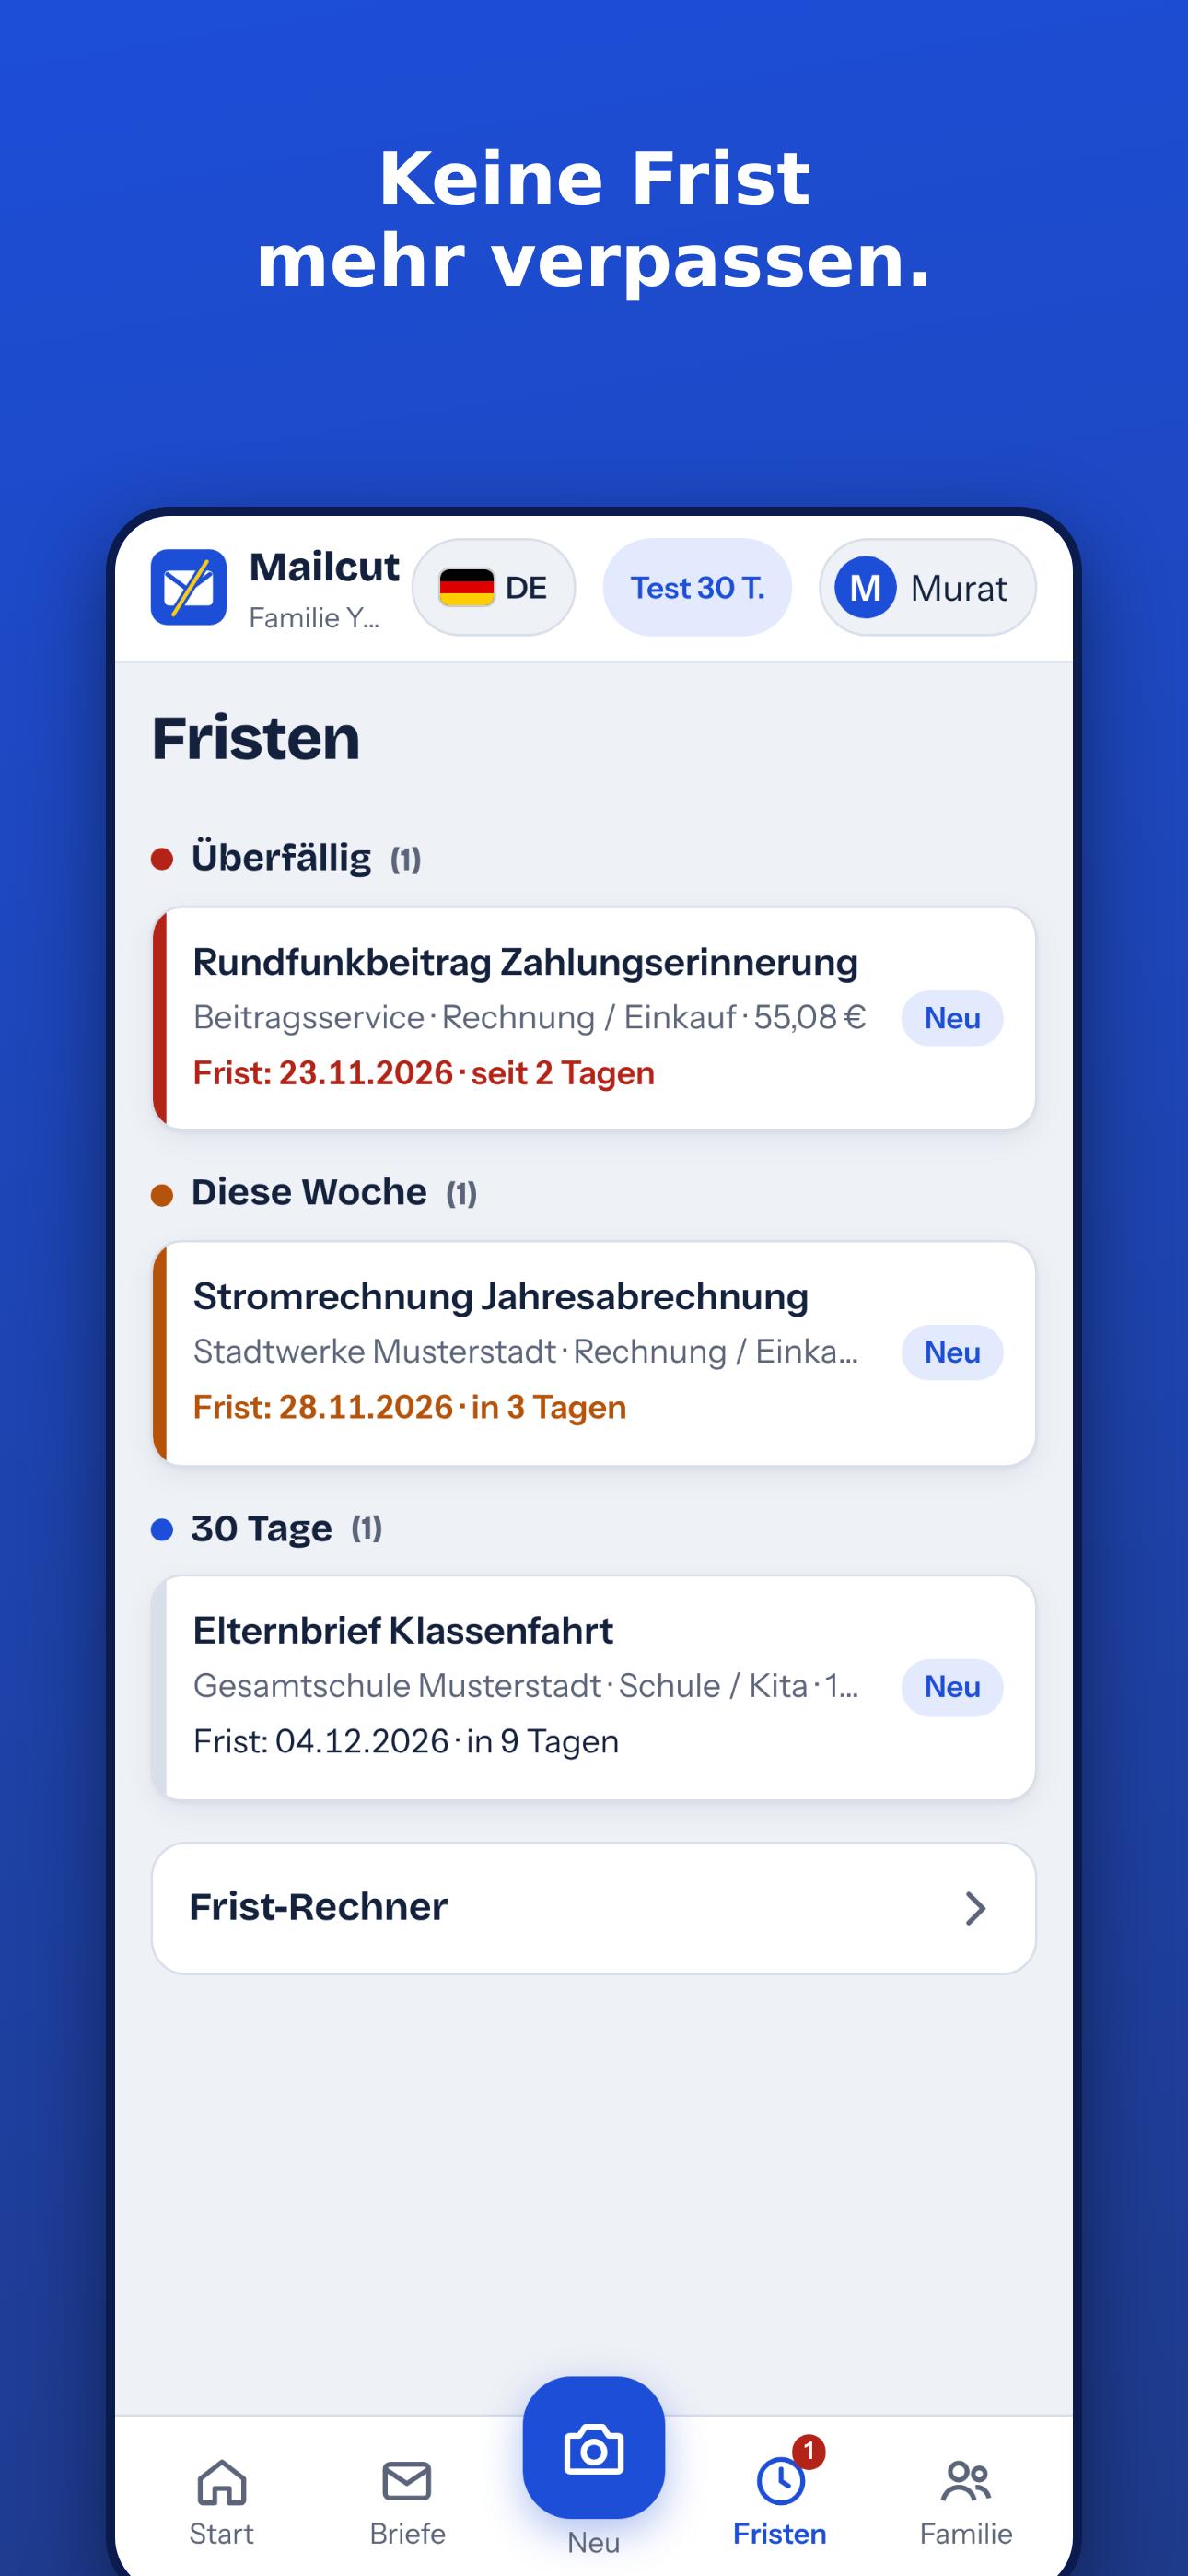 Keine Frist
mehr verpassen.
Mailcut
Familie Y...
DE
Test 30 T.
M
Murat
Fristen
Überfällig (1)
Rundfunkbeitrag Zahlungserinnerung
Beitragsservice · Rechnung / Einkauf · 55,08 €
Neu
Frist: 23.11.2026 · seit 2 Tagen
Diese Woche (1)
Stromrechnung Jahresabrechnung
Stadtwerke Musterstadt · Rechnung / Einka...
Neu
Frist: 28.11.2026 · in 3 Tagen
30 Tage (1)
Elternbrief Klassenfahrt
Gesamtschule Musterstadt · Schule / Kita · 1...
Neu
Frist: 04.12.2026 · in 9 Tagen
Frist-Rechner
1
Start
Briefe
Neu
Fristen
Familie